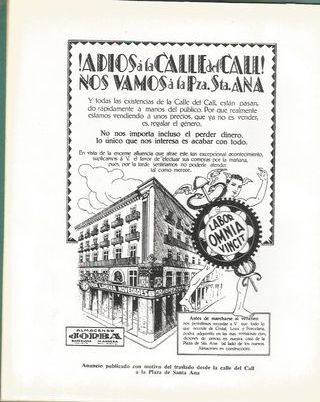 !ADIOS á la CALLE del CALL!
NOS VAMOS á la Pza. Sta. ANA
Y todas las existencias de la Calle del Call, están pasan-
do rápidamente a manos del público. Por que realmente
estamos vendiendo a unos precios, que ya no es vender,
es, regalar el género.
No nos importa incluso el perder dinero,
lo único que nos interesa es acabar con todo.
En vista de la enorme afluencia que atrae este tan excepcional acontecimiento,
suplicamos á V. el favor de efectuar sus compras por la mañana,
pues, por la tarde sentiríamos no poderle atender
tal como merece.
LABOR
OMNIA
VINCIT
ALMACENES
JORBA
Antes de marcharse al veraneo
nos permitimos recordar a V. que todo lo
que necesite de Cristal, Loza y Porcelana,
podrá adquirirlo en las más ventajosas con-
diciones de precio en nuestra casa de la
Plaza de Sta. Ana (al lado de los nuevos
Almacenes en construcción).
Anuncio publicado con motivo del traslado desde la calle del Call
a la Plaza de Santa Ana